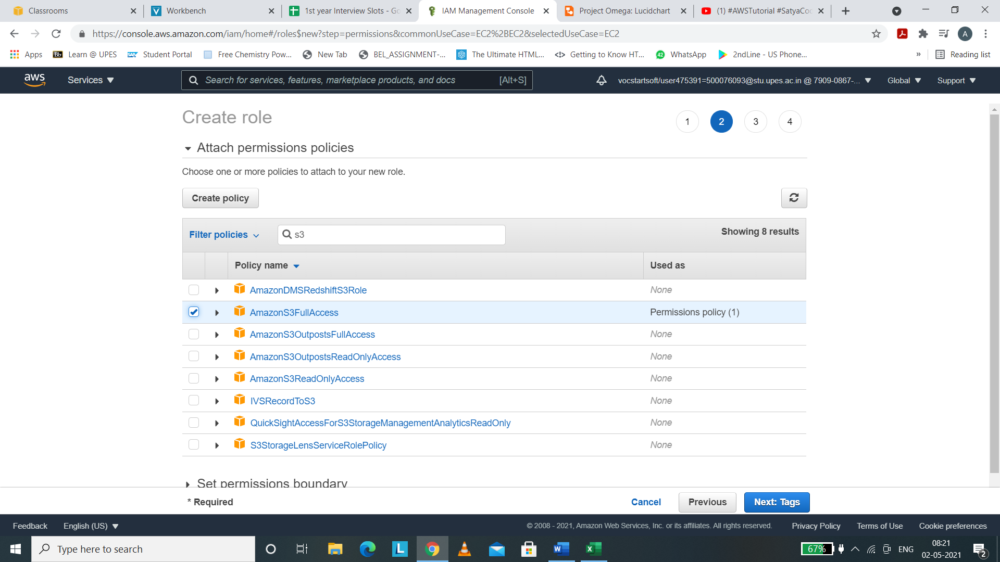 Classrooms
Workbench
1st year Interview Slots - Go
IAM Management Console
Project Omega: Lucidchart
(1) #AWSTutorial #SatyaCo
https://console.aws.amazon.com/iam/home#/roles$new?step=permissions&commonUseCase=EC2%2BEC2&selectedUseCase=EC2
A
Apps
Bb
Learn @ UPES
SAP
Student Portal
Free Chemistry Pow...
New Tab
BEL_ASSIGNMENT-...
The Ultimate HTML...
Getting to Know HT...
42
WhatsApp
2ndLine - US Phone...
»
Reading list
aws
Services
Search for services, features, marketplace products, and docs
[Alt+S]
vocstartsoft/user475391=500076093@stu.upes.ac.in @ 7909-0867-...
Global
Support
Create role
1
2
3
4
Attach permissions policies
Choose one or more policies to attach to your new role.
Create policy
Filter policies
s3
Showing 8 results
Policy name
Used as
AmazonDMSRedshiftS3Role
None
AmazonS3FullAccess
Permissions policy (1)
AmazonS3OutpostsFullAccess
None
AmazonS3OutpostsReadOnlyAccess
None
AmazonS3ReadOnlyAccess
None
IVSRecordToS3
None
QuickSightAccessForS3StorageManagementAnalyticsReadOnly
None
S3StorageLensServiceRolePolicy
None
Set permissions boundary
* Required
Cancel
Previous
Next: Tags
Feedback
English (US)
© 2008 - 2021, Amazon Web Services, Inc. or its affiliates. All rights reserved.
Privacy Policy
Terms of Use
Cookie preferences
Type here to search
L
W
X
67%
ENG
08:21
02-05-2021
2